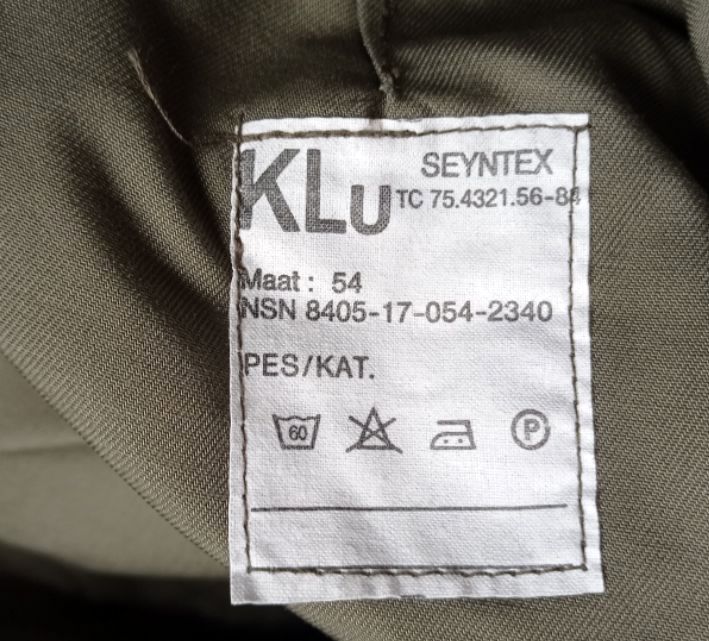 KLu SEYNTEX
TC 75.4321.56-84
Maat : 54
NSN 8405-17-054-2340
PES/KAT.
60 P